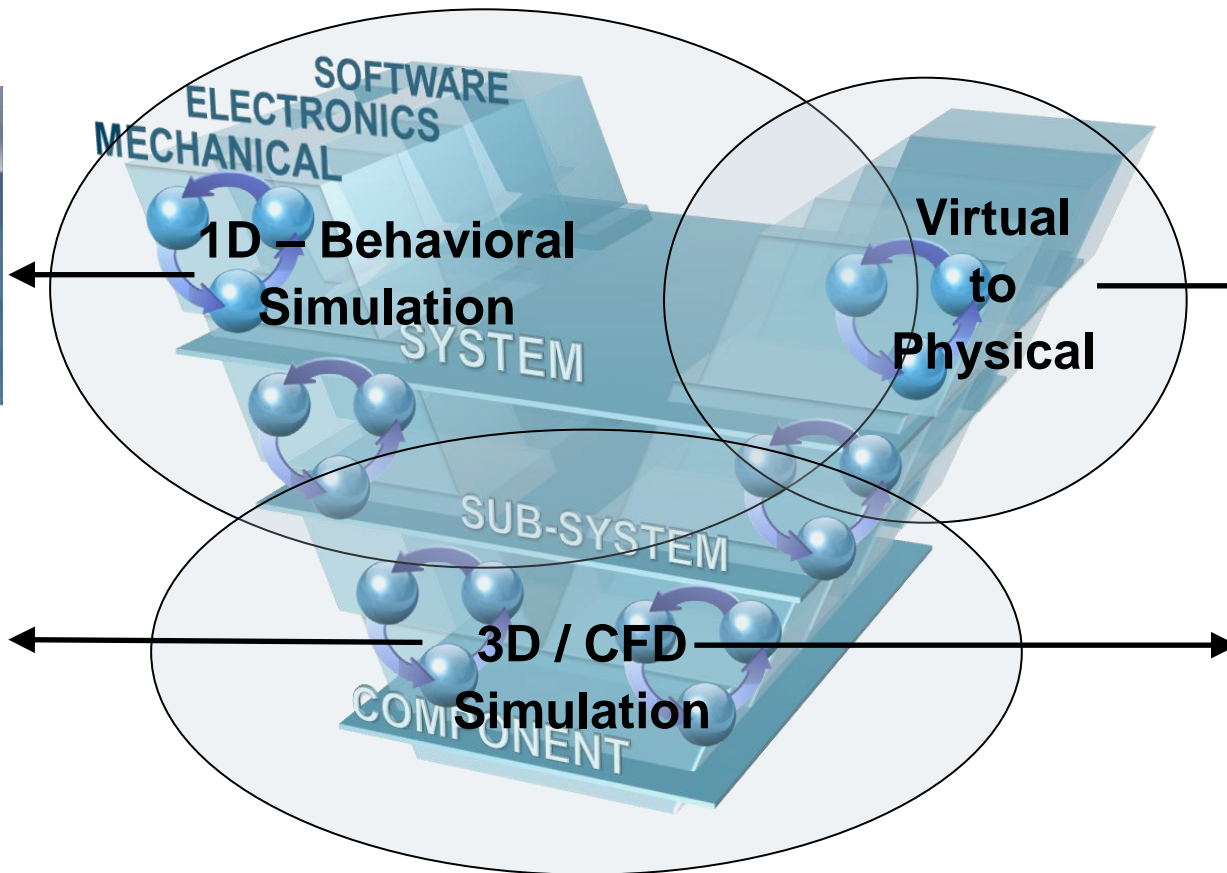 SOFTWARE
ELECTRONICS
MECHANICAL
1D – Behavioral
Simulation
Virtual
to
Physical
SYSTEM
SUB-SYSTEM
3D / CFD
Simulation
COMPONENT